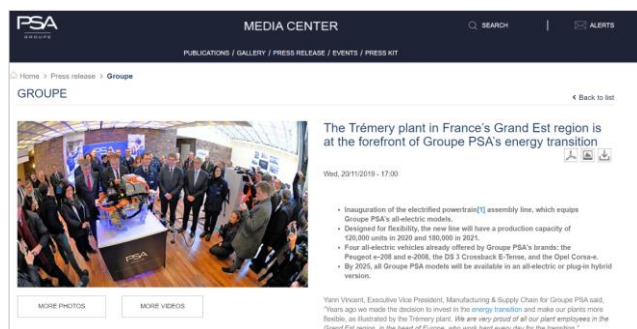 PSA
GROUPE
MEDIA CENTER
SEARCH | ALERTS
PUBLICATIONS / GALLERY / PRESS RELEASE / EVENTS / PRESS KIT
Home > Press release > Groupe
GROUPE
< Back to list
The Trémery plant in France's Grand Est region is
at the forefront of Groupe PSA's energy transition
Wed, 20/11/2019 - 17:00
• Inauguration of the electrified powertrain[1] assembly line, which equips
Groupe PSA's all-electric models.
• Designed for flexibility, the new line will have a production capacity of
120,000 units in 2020 and 180,000 in 2021.
• Four all-electric vehicles already offered by Groupe PSA's brands: the
Peugeot e-208 and e-2008, the DS 3 Crossback E-Tense, and the Opel Corsa-e.
• By 2025, all Groupe PSA models will be available in an all-electric or plug-in hybrid
version.
PSA
MORE PHOTOS
MORE VIDEOS
Yann Vincent, Executive Vice President, Manufacturing & Supply Chain for Groupe PSA said,
"Years ago we made the decision to invest in the energy transition and make our plants more
flexible, as illustrated by the Trémery plant. We are very proud of all our plant employees in the
Grand Est region, in the heart of Europe, who work hard every day for the transition."